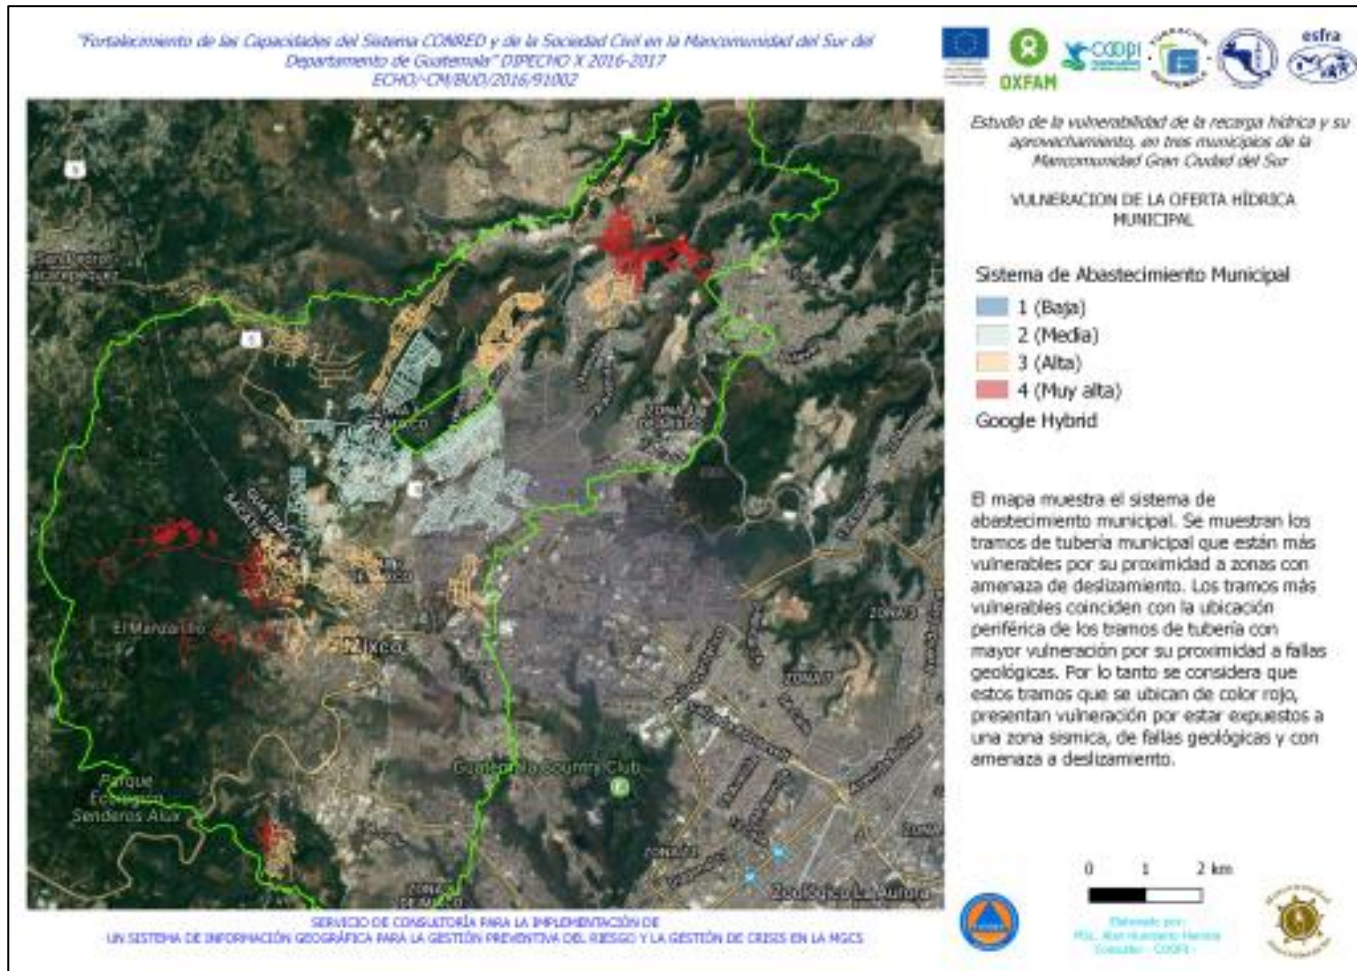 "Fortalecimiento de las Capacidades del Sistema CONRED y de la Sociedad Civil en la Mancomunidad del Sur del
Departamento de Guatemala" DIPECHO X 2016-2017
ECHO/-CM/BUD/2016/91002
OXFAM
coopi
esfra
Estudio de la vulnerabilidad de la recarga hídrica y su
aprovechamiento, en tres municipios de la
Mancomunidad Gran Ciudad del Sur
VULNERACION DE LA OFERTA HÍDRICA
MUNICIPAL
Sistema de Abastecimiento Municipal
1 (Baja)
2 (Media)
3 (Alta)
4 (Muy alta)
Google Hybrid
El mapa muestra el sistema de
abastecimiento municipal. Se muestran los
tramos de tubería municipal que están más
vulnerables por su proximidad a zonas con
amenaza de deslizamiento. Los tramos más
vulnerables coinciden con la ubicación
periférica de los tramos de tubería con
mayor vulneración por su proximidad a fallas
geológicas. Por lo tanto se considera que
estos tramos que se ubican de color rojo,
presentan vulneración por estar expuestos a
una zona sísmica, de fallas geológicas y con
amenaza a deslizamiento.
San Pedro
Sacatepéquez
El Manzanillo
Mixco
Parque
Ecológico
Senderos Alux
Guatemala Country Club
ZONA 3
ZONA 7
ZONA
Zoológico La Aurora
0 1 2 km
Elaborado por:
SERVICIO DE CONSULTORÍA PARA LA IMPLEMENTACIÓN DE
UN SISTEMA DE INFORMACIÓN GEOGRÁFICA PARA LA GESTIÓN PREVENTIVA DEL RIESGO Y LA GESTIÓN DE CRISIS EN LA MGCS